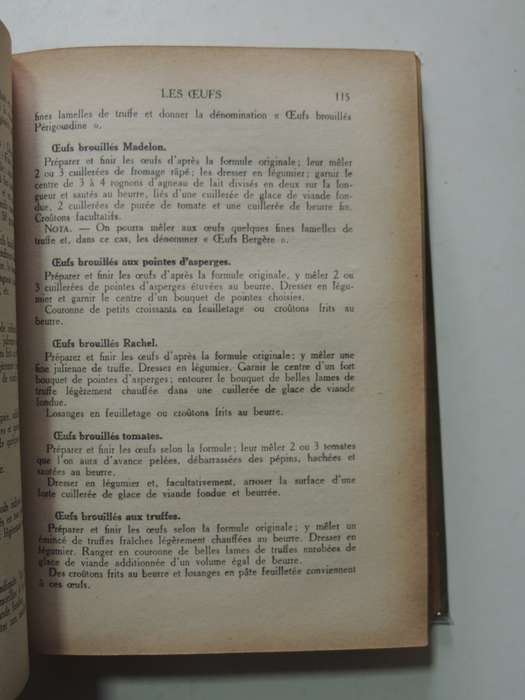 LES ŒUFS 115
fines lamelles de truffe et donner la dénomination « Œufs brouillés
Périgourdine ».
Œufs brouillés Madelon.
Préparer et finir les œufs d'après la formule originale; leur mêler
2 ou 3 cuillerées de fromage râpé; les dresser en légumier; garnir le
centre de 3 à 4 rognons d'agneau de lait divisés en deux sur la lon-
gueur et sautés au beurre, liés d'une cuillerée de glace de viande fon-
due, 2 cuillerées de purée de tomate et une cuillerée de beurre fin.
Croûtons facultatifs.
NOTA. — On pourra mêler aux œufs quelques fines lamelles de
truffe et, dans ce cas, les dénommer « Œufs Bergère ».
Œufs brouillés aux pointes d'asperges.
Préparer et finir les œufs d'après la formule originale, y mêler 2 ou
3 cuillerées de pointes d'asperges étuvées au beurre. Dresser en légu-
mier et garnir le centre d'un bouquet de pointes choisies.
Couronne de petits croissants en feuilletage ou croûtons frits au
beurre.
Œufs brouillés Rachel.
Préparer et finir les œufs d'après la formule originale; y mêler une
fine julienne de truffe. Dresser en légumier. Garnir le centre d'un fort
bouquet de pointes d'asperges; entourer le bouquet de belles lames de
truffe légèrement chauffée dans une cuillerée de glace de viande
fondue.
Losanges en feuilletage ou croûtons frits au beurre.
Œufs brouillés tomates.
Préparer et finir les œufs selon la formule; leur mêler 2 ou 3 tomates
que l'on aura d'avance pelées, débarrassées des pépins, hachées et
sautées au beurre.
Dresser en légumier et, facultativement, arroser la surface d'une
forte cuillerée de glace de viande fondue et beurrée.
Œufs brouillés aux truffes.
Préparer et finir les œufs selon la formule originale; y mêler un
émincé de truffes fraîches légèrement chauffées au beurre. Dresser en
légumier. Ranger en couronne de belles lames de truffes enrobées de
glace de viande additionnée d'un volume égal de beurre.
Des croûtons frits au beurre et losanges en pâte feuilletée conviennent
à ces œufs.